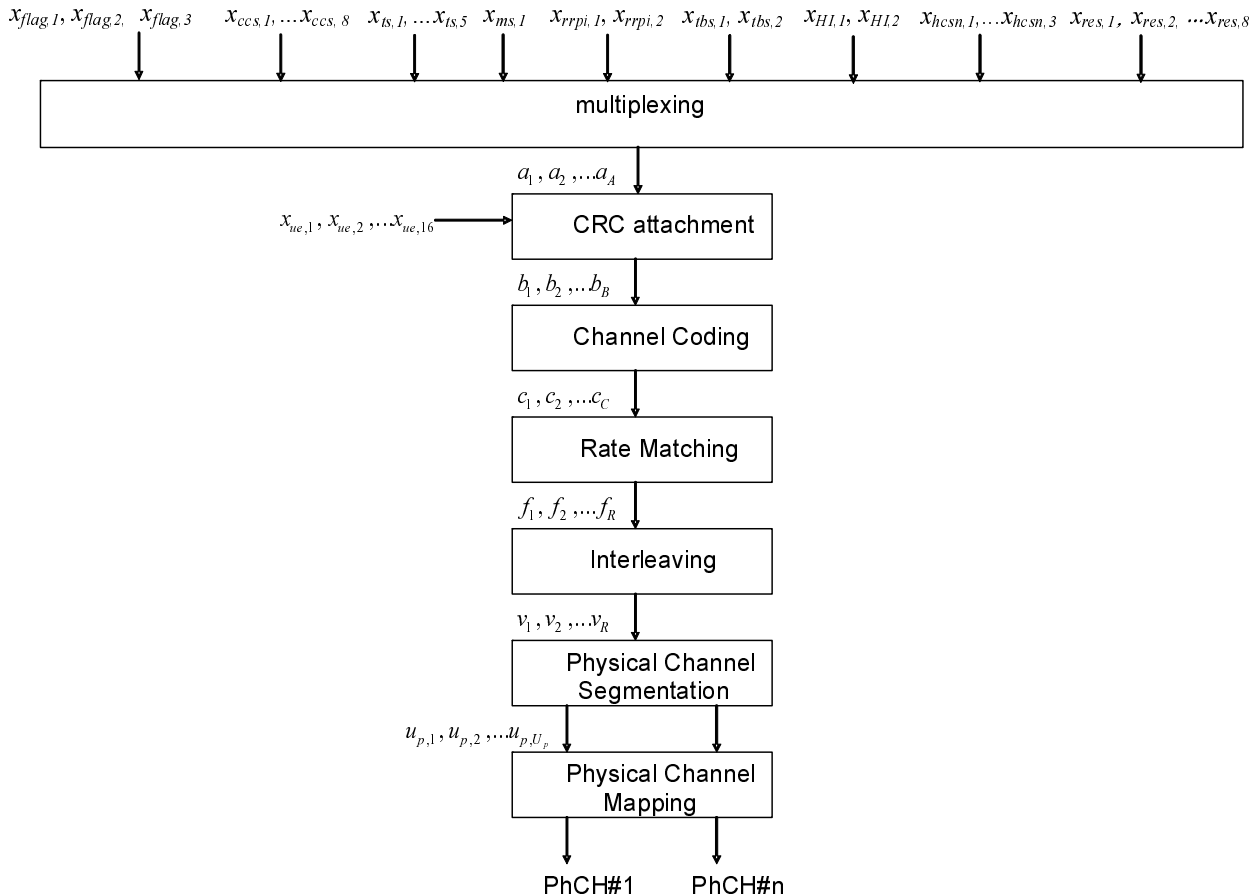 x_flag,1, x_flag,2, x_flag,3 x_ccs,1, …x_ccs,8 x_ts,1, …x_ts,5 x_ms,1 x_rrpi,1, x_rrpi,2 x_tbs,1, x_tbs,2 x_HI,1, x_HI,2 x_hcsn,1,…x_hcsn,3 x_res,1, x_res,2, …x_res,8
multiplexing
a_1, a_2,…a_A
x_ue,1, x_ue,2,…x_ue,16
CRC attachment
b_1, b_2,…b_B
Channel Coding
c_1, c_2,…c_C
Rate Matching
f_1, f_2,…f_R
Interleaving
v_1, v_2,…v_R
Physical Channel
Segmentation
u_p,1, u_p,2,…u_p,U_p
Physical Channel
Mapping
PhCH#1 PhCH#n